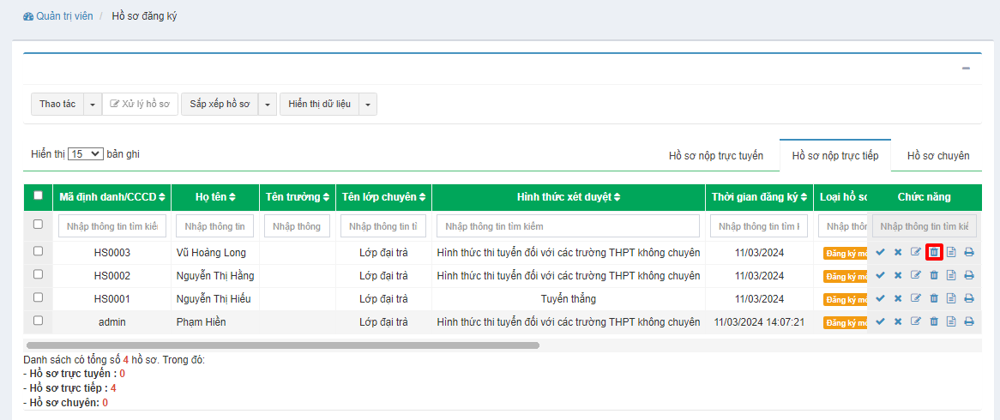 Quản trị viên / Hồ sơ đăng ký
Thao tác Xử lý hồ sơ Sắp xếp hồ sơ Hiển thị dữ liệu
Hiển thị 15 bản ghi
Hồ sơ nộp trực tuyến Hồ sơ nộp trực tiếp Hồ sơ chuyên
Mã định danh/CCCD Họ tên Tên trường Tên lớp chuyên Hình thức xét duyệt Thời gian đăng ký Loại hồ sơ Chức năng
Nhập thông tin tìm kiế Nhập thông tin Nhập thông Nhập thông tin tì Nhập thông tin tìm kiếm Nhập thông tin tìm k Nhập thôn Nhập thông tin tìm kiế
HS0003 Vũ Hoàng Long Lớp đại trà Hình thức thi tuyển đối với các trường THPT không chuyên 11/03/2024 Đăng ký mớ
HS0002 Nguyễn Thị Hằng Lớp đại trà Hình thức thi tuyển đối với các trường THPT không chuyên 11/03/2024 Đăng ký mớ
HS0001 Nguyễn Thị Hiếu Lớp đại trà Tuyển thẳng 11/03/2024 Đăng ký mớ
admin Phạm Hiền Lớp đại trà Hình thức thi tuyển đối với các trường THPT không chuyên 11/03/2024 14:07:21 Đăng ký mớ
Danh sách có tổng số 4 hồ sơ. Trong đó:
- Hồ sơ trực tuyến : 0
- Hồ sơ trực tiếp : 4
- Hồ sơ chuyên: 0